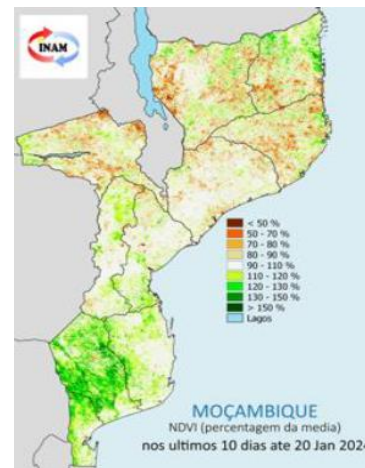 INAM
< 50 %
50 - 70 %
70 - 80 %
80 - 90 %
90 - 110 %
110 - 120 %
120 - 130 %
130 - 150 %
> 150 %
Lagos
MOÇAMBIQUE
NDVI (percentagem da media)
nos ultimos 10 dias ate 20 Jan 2024